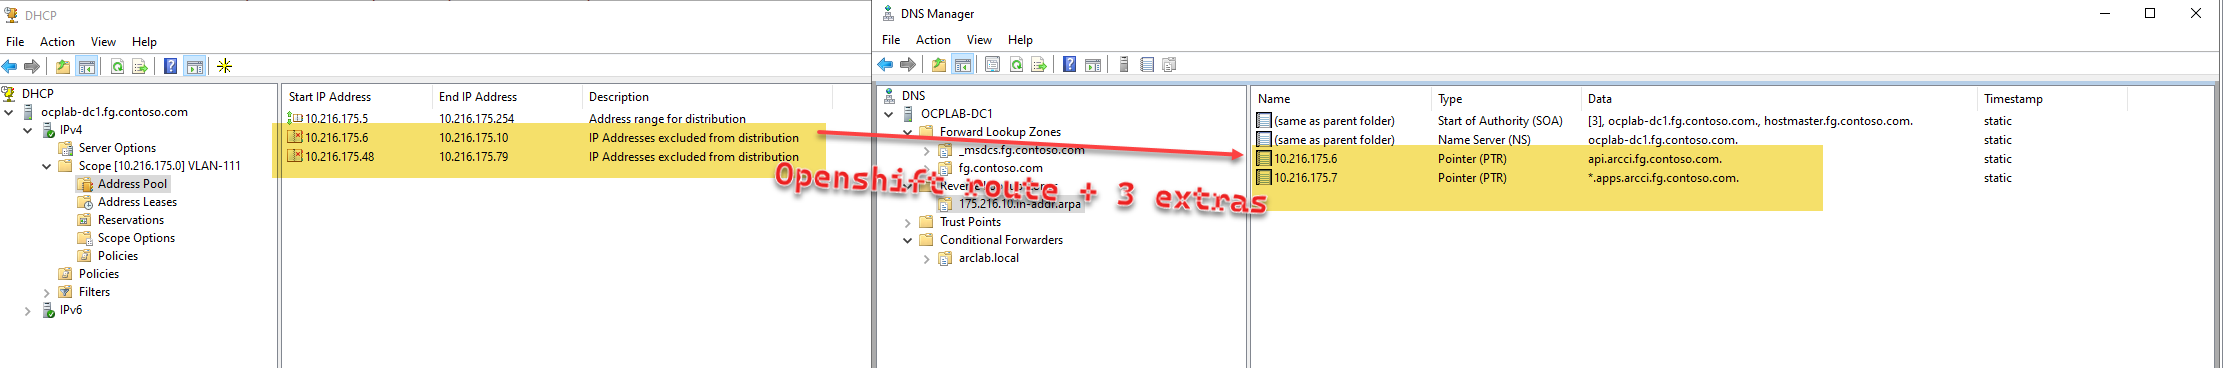 DHCP
File Action View Help
DHCP
ocplab-dc1.fg.contoso.com
IPv4
Server Options
Scope [10.216.175.0] VLAN-111
Address Pool
Address Leases
Reservations
Scope Options
Policies
Policies
Filters
IPv6
Start IP Address End IP Address Description
10.216.175.5 10.216.175.254 Address range for distribution
10.216.175.6 10.216.175.10 IP Addresses excluded from distribution
10.216.175.48 10.216.175.79 IP Addresses excluded from distribution
Openshift route + 3 extras
DNS Manager
File Action View Help
DNS
OCPLAB-DC1
Forward Lookup Zones
_msdcs.fg.contoso.com
fg.contoso.com
175.216.10.in-addr.arpa
Trust Points
Conditional Forwarders
arclab.local
Name Type Data Timestamp
(same as parent folder) Start of Authority (SOA) [3], ocplab-dc1.fg.contoso.com., hostmaster.fg.contoso.com. static
(same as parent folder) Name Server (NS) ocplab-dc1.fg.contoso.com. static
10.216.175.6 Pointer (PTR) api.arcci.fg.contoso.com. static
10.216.175.7 Pointer (PTR) *.apps.arcci.fg.contoso.com. static